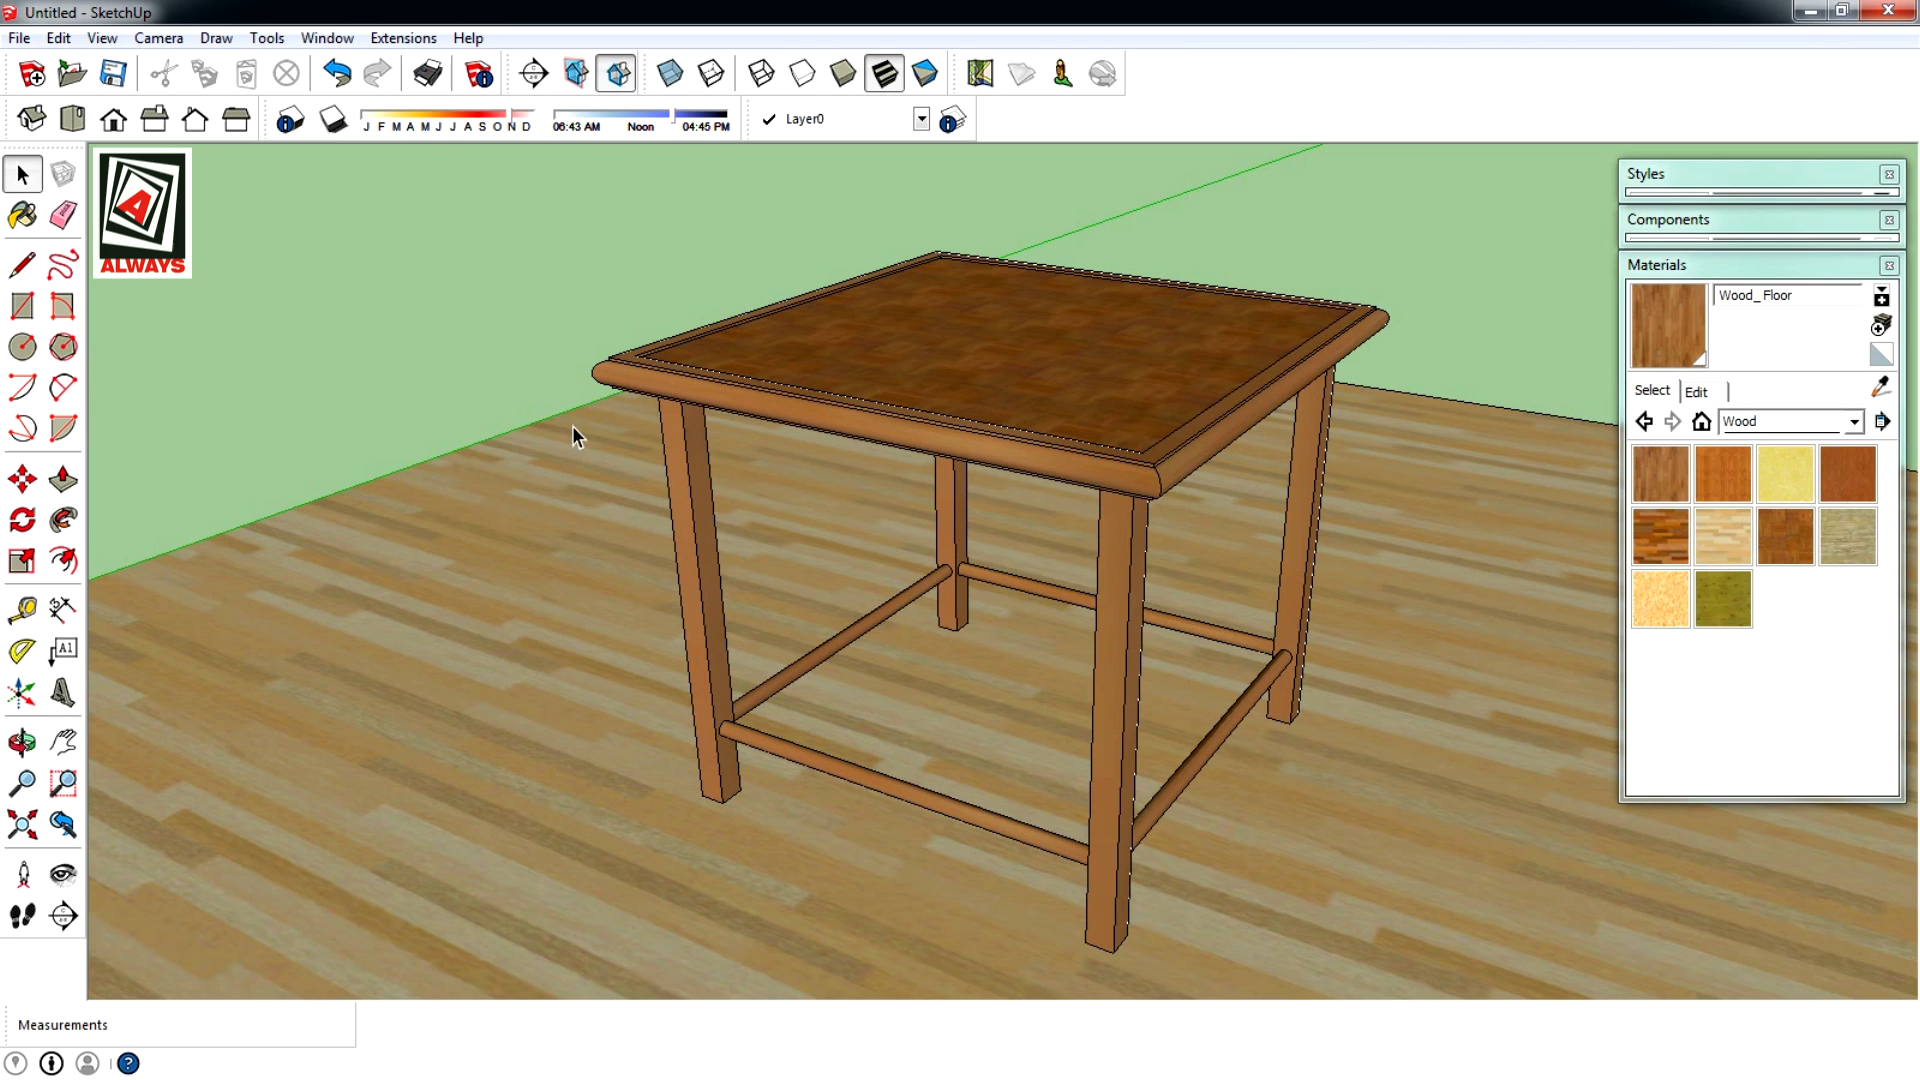 Untitled - SketchUp
File Edit View Camera Draw Tools Window Extensions Help
J F M A M J J A S O N D
06:43 AM Noon 04:45 PM
Layer0
A
ALWAYS
A1
Styles
Components
Materials
Wood_ Floor
Select Edit
Wood
Measurements